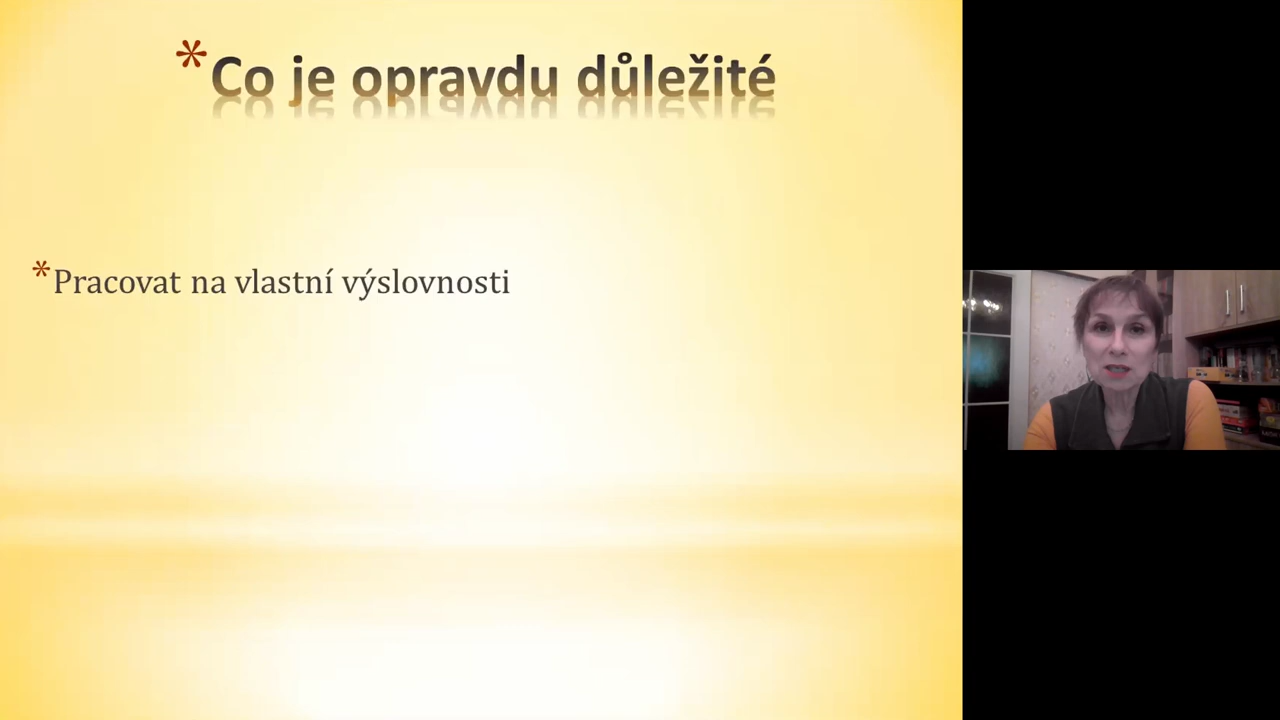 * Co je opravdu důležité
* Pracovat na vlastní výslovnosti